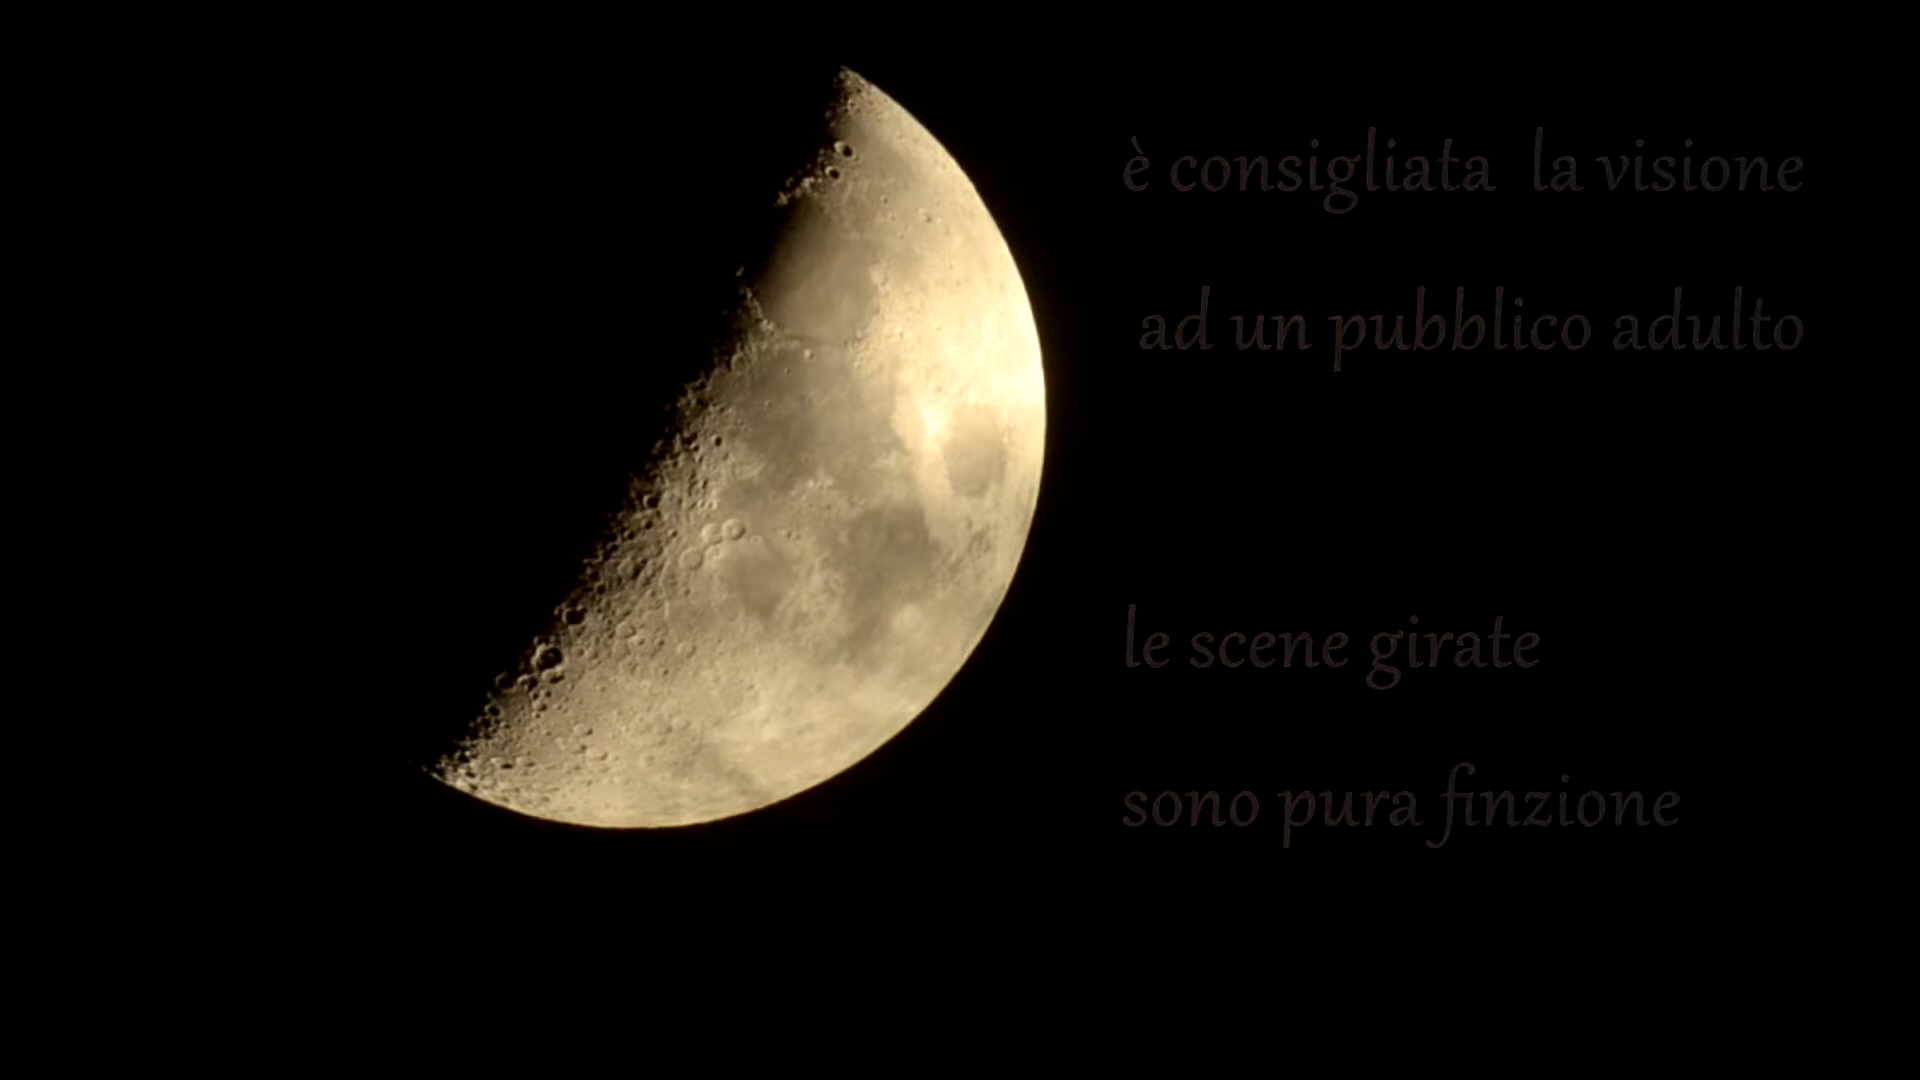 è consigliata la visione
ad un pubblico adulto
le scene girate
sono pura finzione